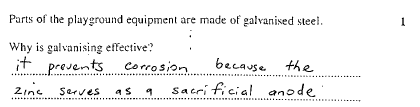 Parts of the playground equipment are made of galvanised steel. 1
Why is galvanising effective?
it prevents corrosion because the
zinc serves as a sacrificial anode